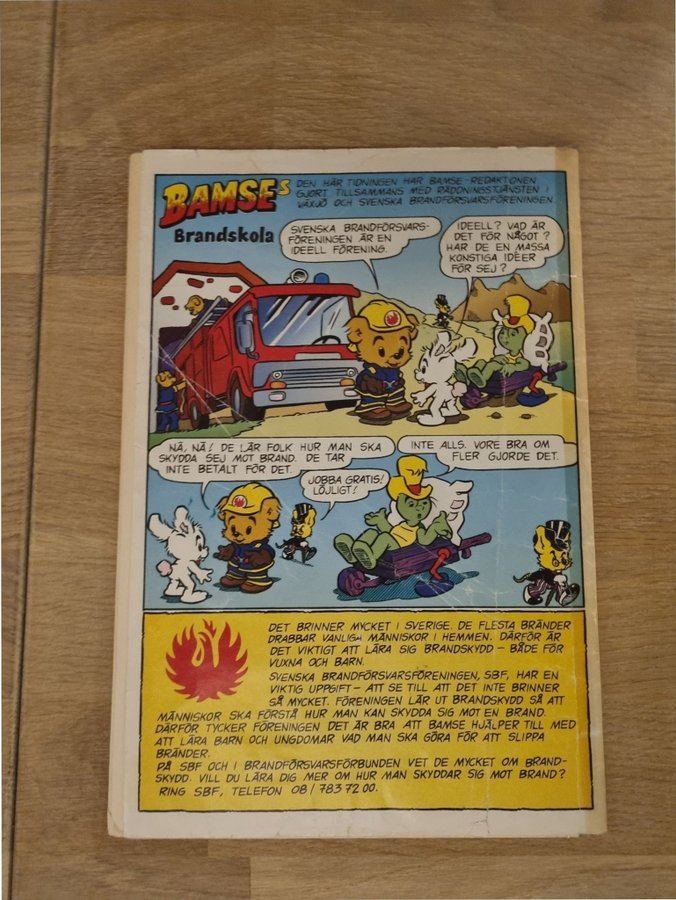 BAMSEs
Brandskola
DEN HÄR TIDNINGEN HAR BAMSE-REDAKTIONEN
GJORT TILLSAMMANS MED RÄDDNINGSTJÄNSTEN I
VÄXJÖ OCH SVENSKA BRANDFÖRSVARSFÖRENINGEN.
SVENSKA BRANDFÖRSVARS-
FÖRENINGEN ÄR EN
IDEELL FÖRENING.
IDEELL? VAD ÄR
DET FÖR NÅGOT?
HAR DE EN MASSA
KONSTIGA IDÉER
FÖR SEJ?
NÄ, NÄ! DE LÄR FOLK HUR MAN SKA
SKYDDA SEJ MOT BRAND. DE TAR
INTE BETALT FÖR DET.
JOBBA GRATIS!
LÖJLIGT!
INTE ALLS. VORE BRA OM
FLER GJORDE DET.
DET BRINNER MYCKET I SVERIGE. DE FLESTA BRÄNDER
DRABBAR VANLIGA MÄNNISKOR I HEMMEN. DÄRFÖR ÄR
DET VIKTIGT ATT LÄRA SIG BRANDSKYDD – BÅDE FÖR
VUXNA OCH BARN.
SVENSKA BRANDFÖRSVARSFÖRENINGEN, SBF, HAR EN
VIKTIG UPPGIFT – ATT SE TILL ATT DET INTE BRINNER
SÅ MYCKET. FÖRENINGEN LÄR UT BRANDSKYDD SÅ ATT
MÄNNISKOR SKA FÖRSTÅ HUR MAN KAN SKYDDA SIG MOT EN BRAND.
DÄRFÖR TYCKER FÖRENINGEN DET ÄR BRA ATT BAMSE HJÄLPER TILL MED
ATT LÄRA BARN OCH UNGDOMAR VAD MAN SKA GÖRA FÖR ATT SLIPPA
BRÄNDER.
PÅ SBF OCH I BRANDFÖRSVARSFÖRBUNDEN VET DE MYCKET OM BRAND-
SKYDD. VILL DU LÄRA DIG MER OM HUR MAN SKYDDAR SIG MOT BRAND?
RING SBF, TELEFON 08/783 72 00.